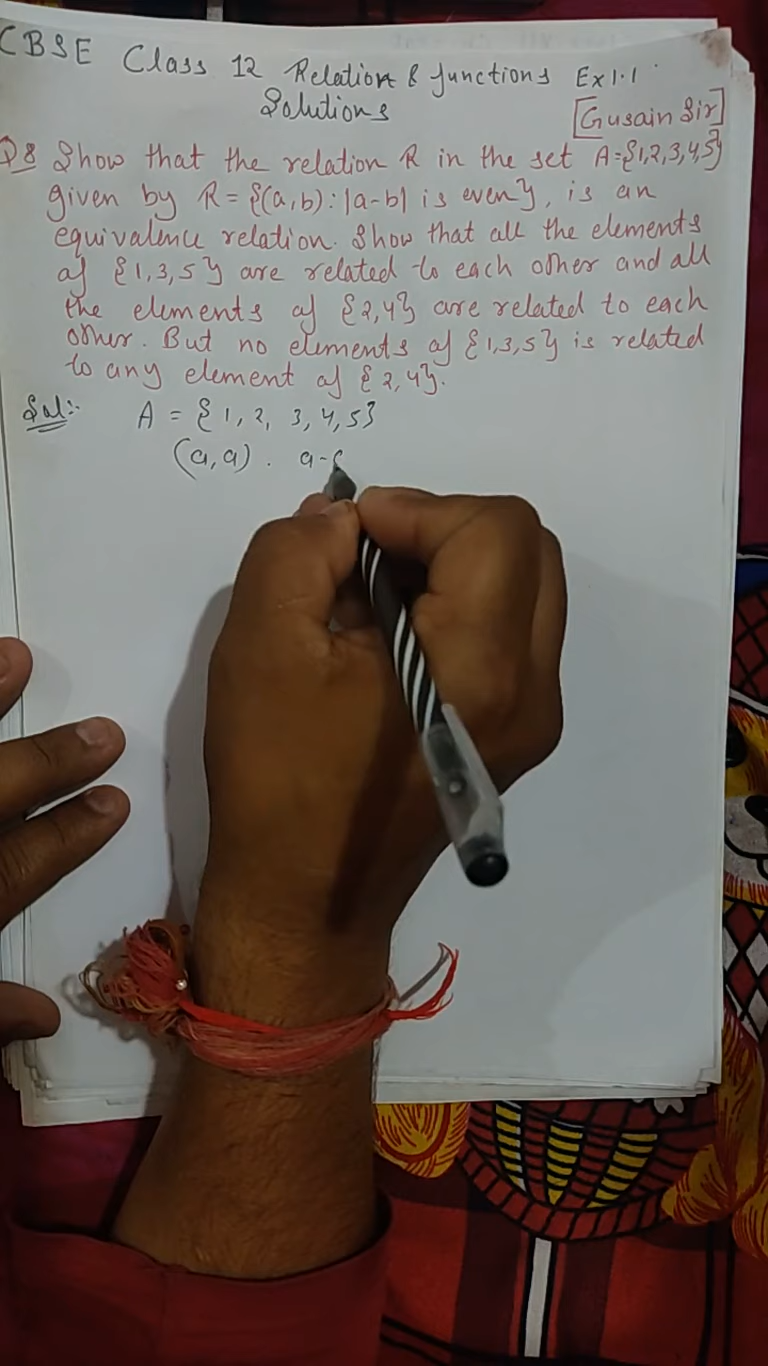 CBSE Class 12 Relation & functions Ex 1.1
Solutions
[Gusain Sir]
Q8 Show that the relation R in the set A={1,2,3,4,5}
given by R = {(a,b) : |a-b| is even}, is an
equivalence relation. Show that all the elements
of {1,3,5} are related to each other and all
the elements of {2,4} are related to each
other. But no elements of {1,3,5} is related
to any element of {2,4}.
Sol:- A = {1, 2, 3, 4, 5}
(a,a). a-